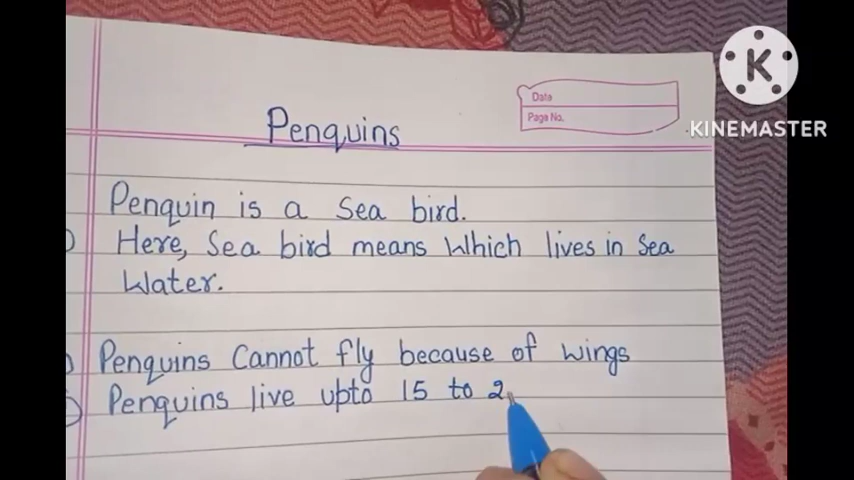 Penquins
Date
Page No.
K
KINEMASTER
Penquin is a Sea bird.
Here, Sea bird means Which lives in Sea
Water.
Penquins Cannot fly because of wings
Penquins live upto 15 to 2